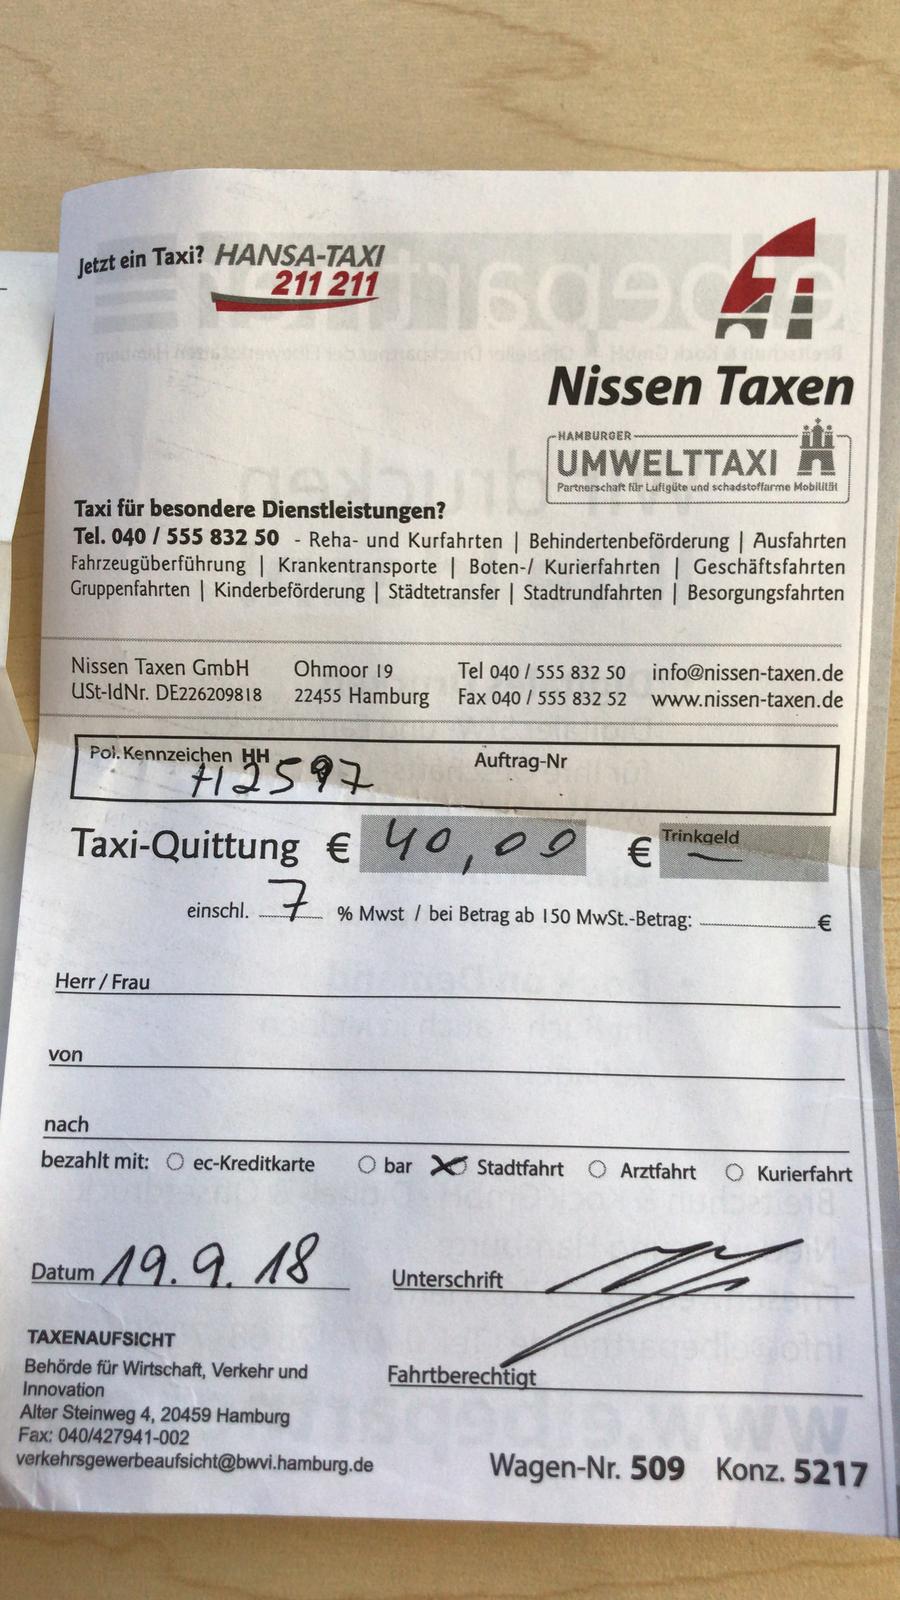 Jetzt ein Taxi? HANSA-TAXI
211 211
Nissen Taxen
HAMBURGER
UMWELTTAXI
Partnerschaft für Luftgüte und schadstoffarme Mobilität
Taxi für besondere Dienstleistungen?
Tel. 040 / 555 832 50 - Reha- und Kurfahrten | Behindertenbeförderung | Ausfahrten
Fahrzeugüberführung | Krankentransporte | Boten-/ Kurierfahrten | Geschäftsfahrten
Gruppenfahrten | Kinderbeförderung | Städtetransfer | Stadtrundfahrten | Besorgungsfahrten
Nissen Taxen GmbH Ohmoor 19 Tel 040 / 555 832 50 info@nissen-taxen.de
USt-IdNr. DE226209818 22455 Hamburg Fax 040 / 555 832 52 www.nissen-taxen.de
Pol. Kennzeichen HH Auftrag-Nr
Taxi-Quittung € 40,00 € Trinkgeld —
einschl. 7 % Mwst / bei Betrag ab 150 MwSt.-Betrag: €
Herr / Frau
von
nach
bezahlt mit: ec-Kreditkarte bar Stadtfahrt Arztfahrt Kurierfahrt
Datum 19.9.18 Unterschrift
Fahrtberechtigt
TAXENAUFSICHT
Behörde für Wirtschaft, Verkehr und
Innovation
Alter Steinweg 4, 20459 Hamburg
Fax: 040/427941-002
verkehrsgewerbeaufsicht@bwvi.hamburg.de
Wagen-Nr. 509 Konz. 5217